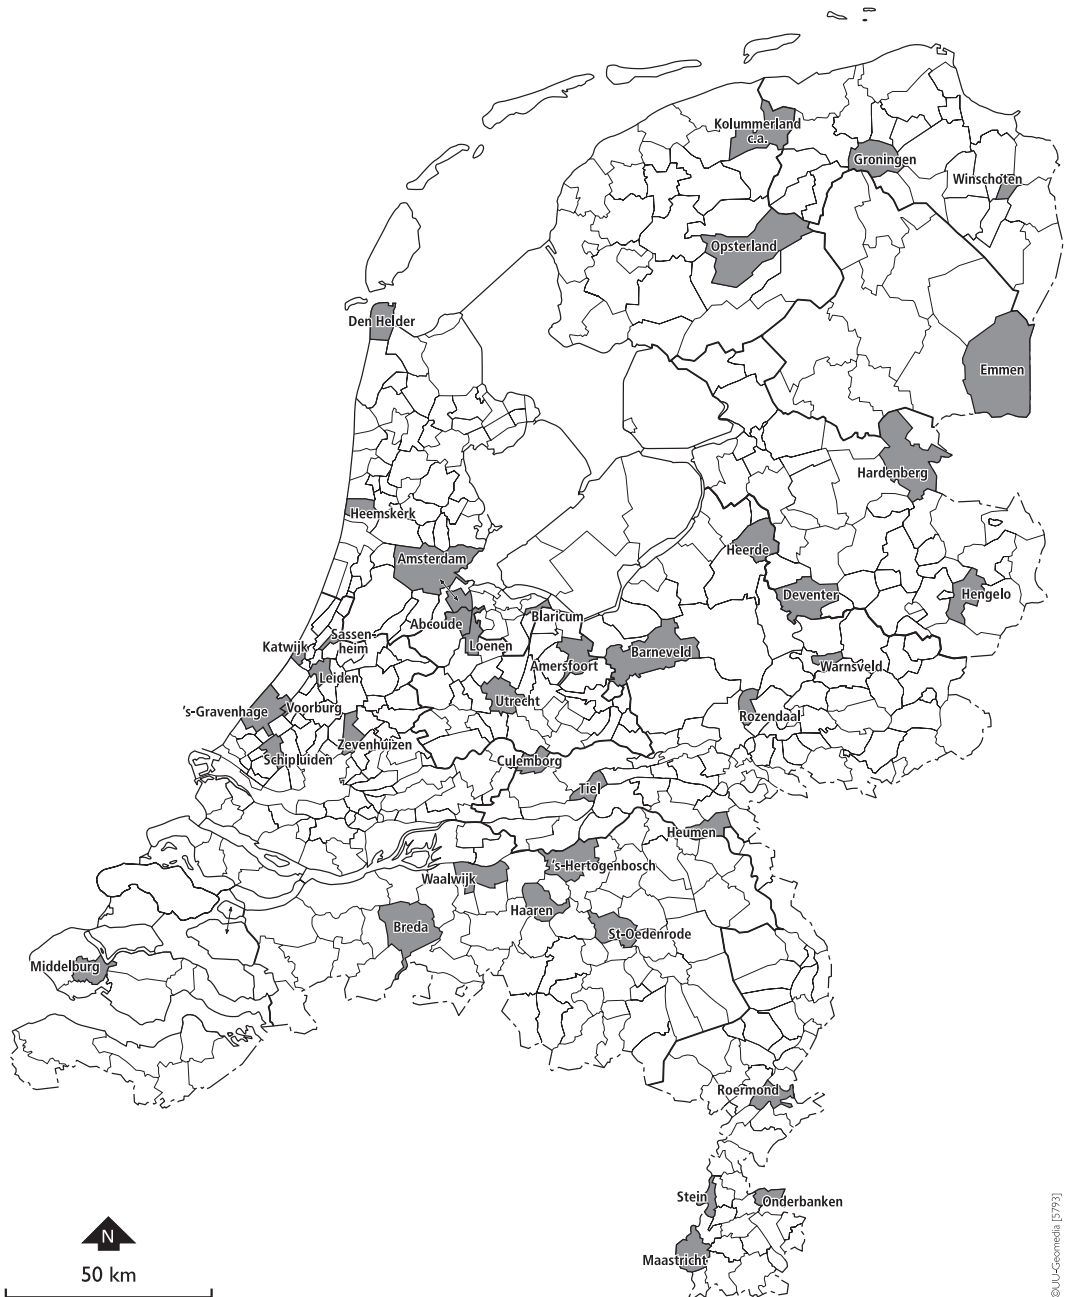 Kolummerland
c.a.
Groningen
Winschoten
Opsterland
Den Helder
Emmen
Hardenberg
Heemskerk
Heerde
Amsterdam
Deventer
Hengelo
Blaricum
Abcoude
Sassen-
heim
Katwijk
Loenen
Barneveld
Amersfoort
Warnsveld
Leiden
Utrecht
's-Gravenhage
Voorburg
Rozendaal
Zevenhuizen
Schipluiden
Culemborg
Tiel
Heumen
's-Hertogenbosch
Waalwijk
Haaren
Breda
St-Oedenrode
Middelburg
Roermond
Stein
Onderbanken
Maastricht
N
50 km
©UU-Geomedia [5793]